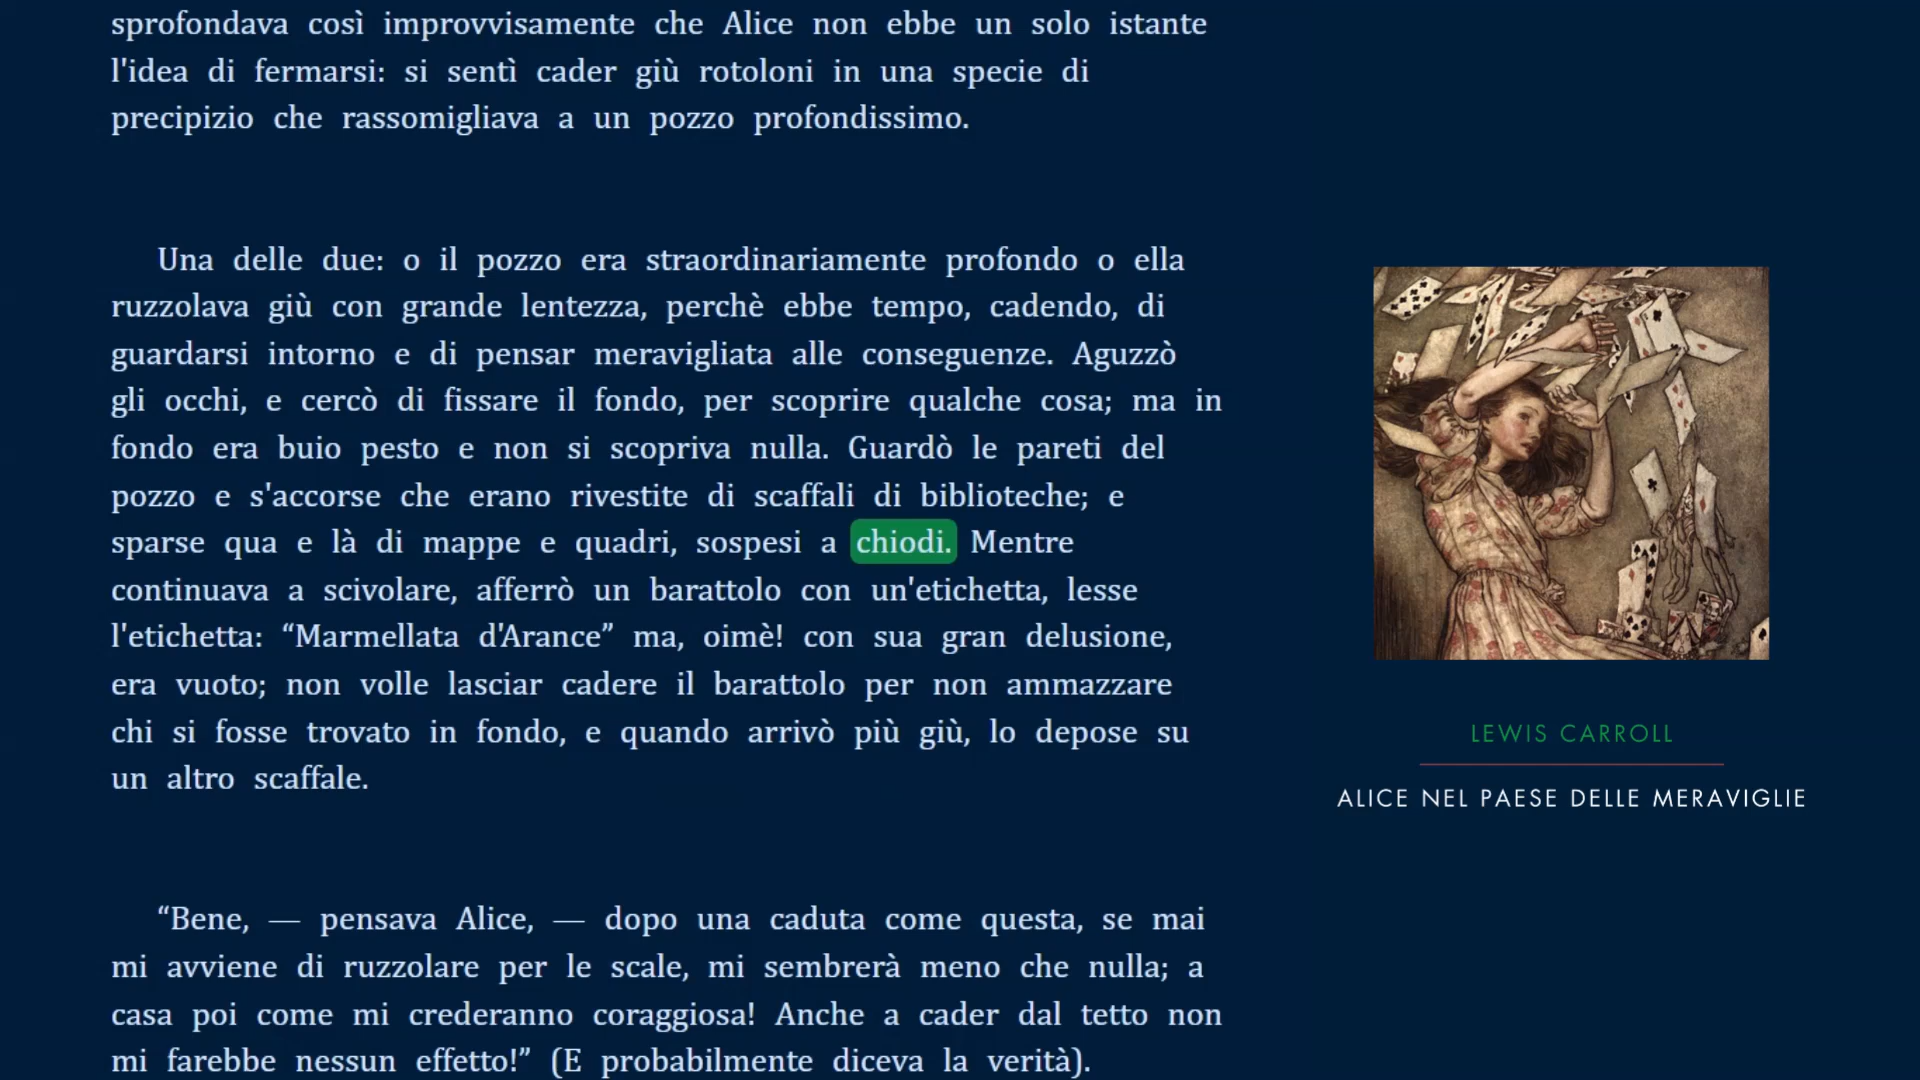 sprofondava così improvvisamente che Alice non ebbe un solo istante
l'idea di fermarsi: si sentì cader giù rotoloni in una specie di
precipizio che rassomigliava a un pozzo profondissimo.
Una delle due: o il pozzo era straordinariamente profondo o ella
ruzzolava giù con grande lentezza, perchè ebbe tempo, cadendo, di
guardarsi intorno e di pensar meravigliata alle conseguenze. Aguzzò
gli occhi, e cercò di fissare il fondo, per scoprire qualche cosa; ma in
fondo era buio pesto e non si scopriva nulla. Guardò le pareti del
pozzo e s'accorse che erano rivestite di scaffali di biblioteche; e
sparse qua e là di mappe e quadri, sospesi a chiodi. Mentre
continuava a scivolare, afferrò un barattolo con un'etichetta, lesse
l'etichetta: “Marmellata d'Arance” ma, oimè! con sua gran delusione,
era vuoto; non volle lasciar cadere il barattolo per non ammazzare
chi si fosse trovato in fondo, e quando arrivò più giù, lo depose su
un altro scaffale.
“Bene, — pensava Alice, — dopo una caduta come questa, se mai
mi avviene di ruzzolare per le scale, mi sembrerà meno che nulla; a
casa poi come mi crederanno coraggiosa! Anche a cader dal tetto non
mi farebbe nessun effetto!” (E probabilmente diceva la verità).
LEWIS CARROLL
ALICE NEL PAESE DELLE MERAVIGLIE